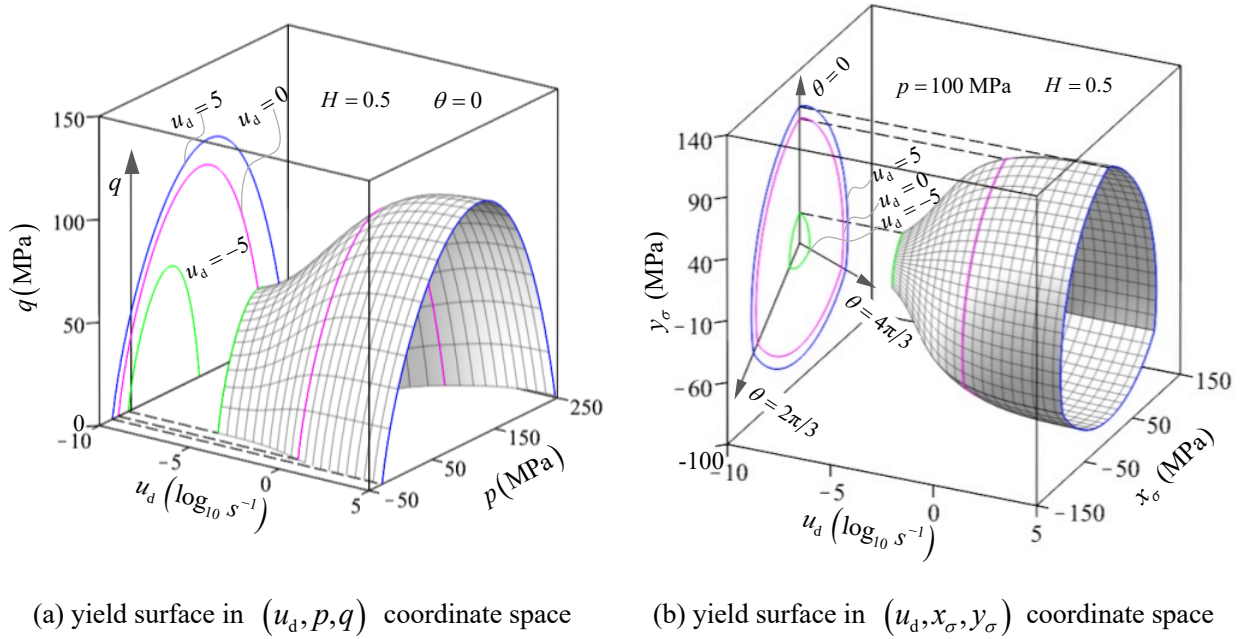 u_d = 5
u_d = 0
H = 0.5
θ = 0
150
q
100
u_d = −5
q (MPa)
50
0
−10
−5
0
5
u_d (log₁₀ s⁻¹)
−50
50
150
250
p (MPa)
θ = 0
p = 100 MPa
H = 0.5
140
u_d = 5
u_d = 0
u_d = −5
90
40
y_σ (MPa)
−10
−60
-100
θ = 4π/3
θ = 2π/3
−10
−5
0
5
u_d (log₁₀ s⁻¹)
−150
−50
50
150
x_σ (MPa)
(a) yield surface in (u_d, p, q) coordinate space
(b) yield surface in (u_d, x_σ, y_σ) coordinate space